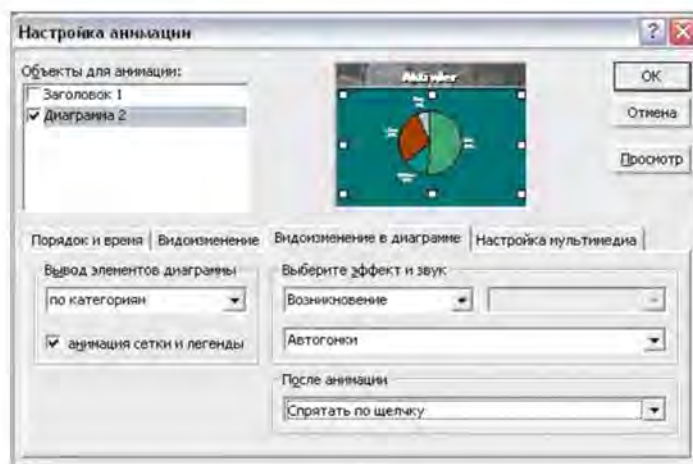 Настройка анимации
Объекты для анимации:
Заголовок 1
Диаграмма 2
ОК
Отмена
Просмотр
Порядок и время
Видоизменение
Видоизменение в диаграмме
Настройка мультимедиа
Вывод элементов диаграммы
по категориям
анимация сетки и легенды
Выберите эффект и звук
Возникновение
Автогонки
После анимации
Спрятать по щелчку